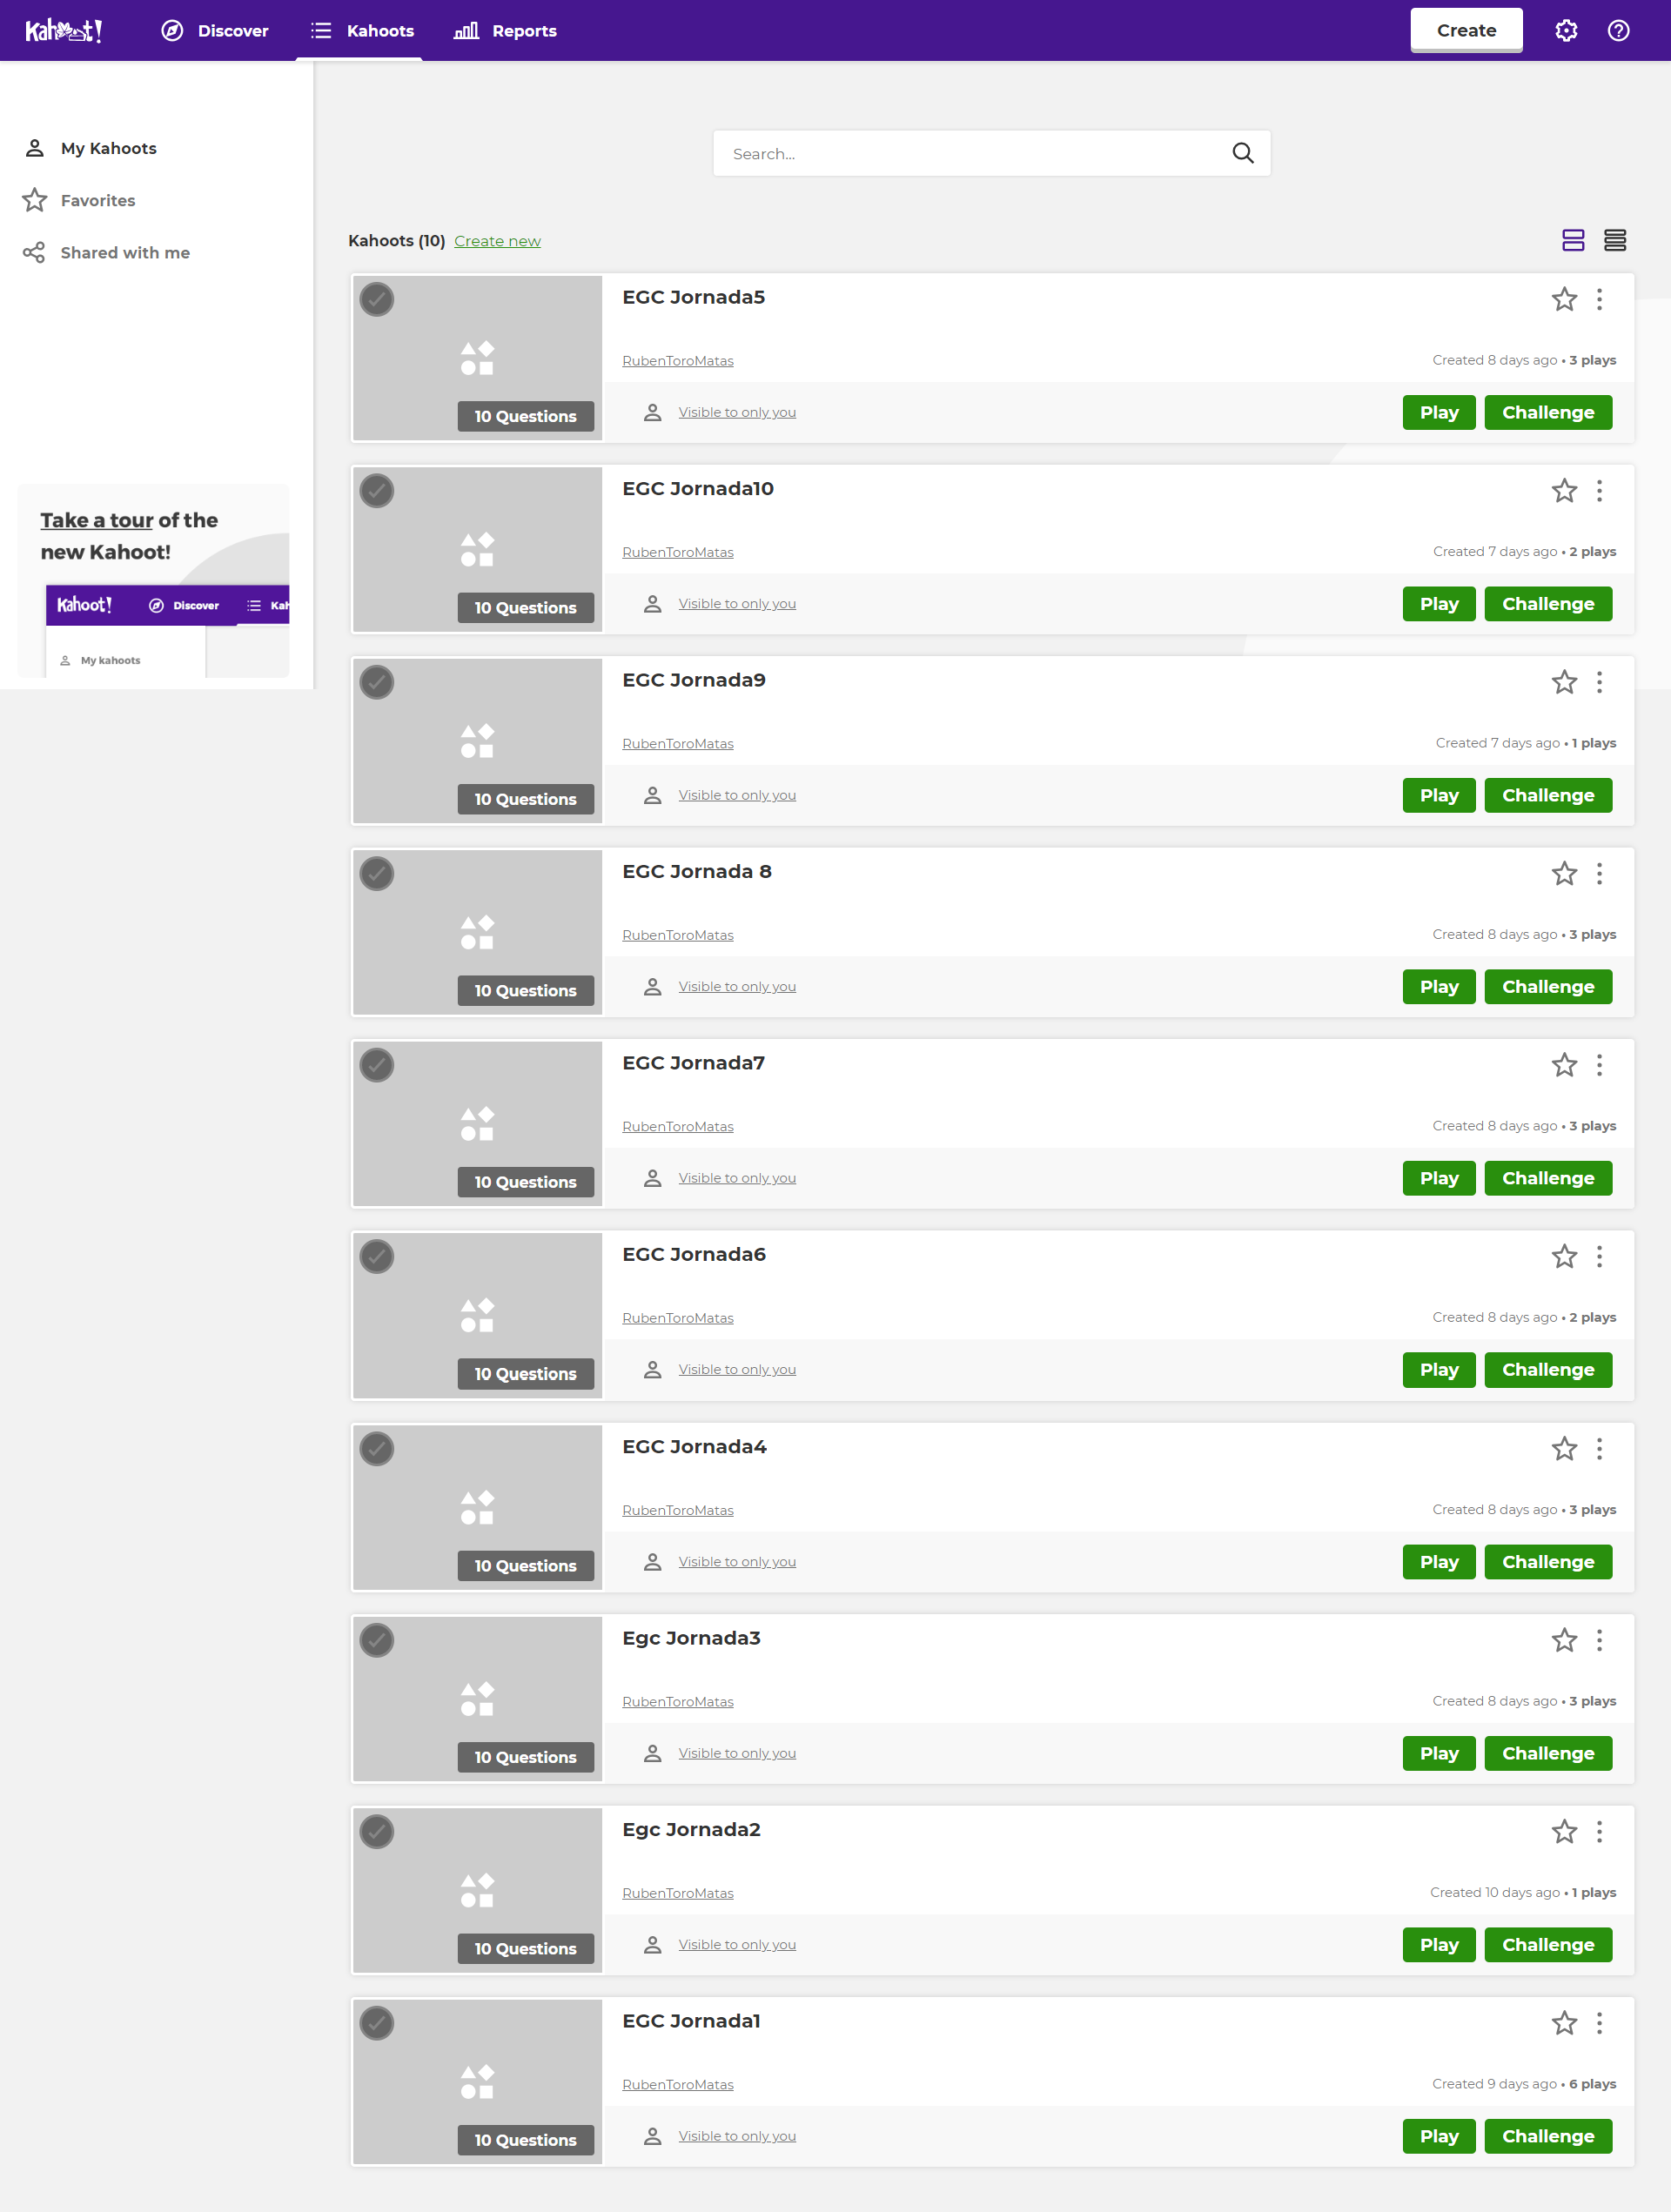 Kahoot! Discover Kahoots Reports Create
My Kahoots
Favorites
Shared with me
Take a tour of the
new Kahoot!
Kahoot! Discover Kah
My kahoots
Search...
Kahoots (10) Create new
EGC Jornada5
RubenToroMatas Created 8 days ago • 3 plays
10 Questions Visible to only you Play Challenge
EGC Jornada10
RubenToroMatas Created 7 days ago • 2 plays
10 Questions Visible to only you Play Challenge
EGC Jornada9
RubenToroMatas Created 7 days ago • 1 plays
10 Questions Visible to only you Play Challenge
EGC Jornada 8
RubenToroMatas Created 8 days ago • 3 plays
10 Questions Visible to only you Play Challenge
EGC Jornada7
RubenToroMatas Created 8 days ago • 3 plays
10 Questions Visible to only you Play Challenge
EGC Jornada6
RubenToroMatas Created 8 days ago • 2 plays
10 Questions Visible to only you Play Challenge
EGC Jornada4
RubenToroMatas Created 8 days ago • 3 plays
10 Questions Visible to only you Play Challenge
Egc Jornada3
RubenToroMatas Created 8 days ago • 3 plays
10 Questions Visible to only you Play Challenge
Egc Jornada2
RubenToroMatas Created 10 days ago • 1 plays
10 Questions Visible to only you Play Challenge
EGC Jornada1
RubenToroMatas Created 9 days ago • 6 plays
10 Questions Visible to only you Play Challenge